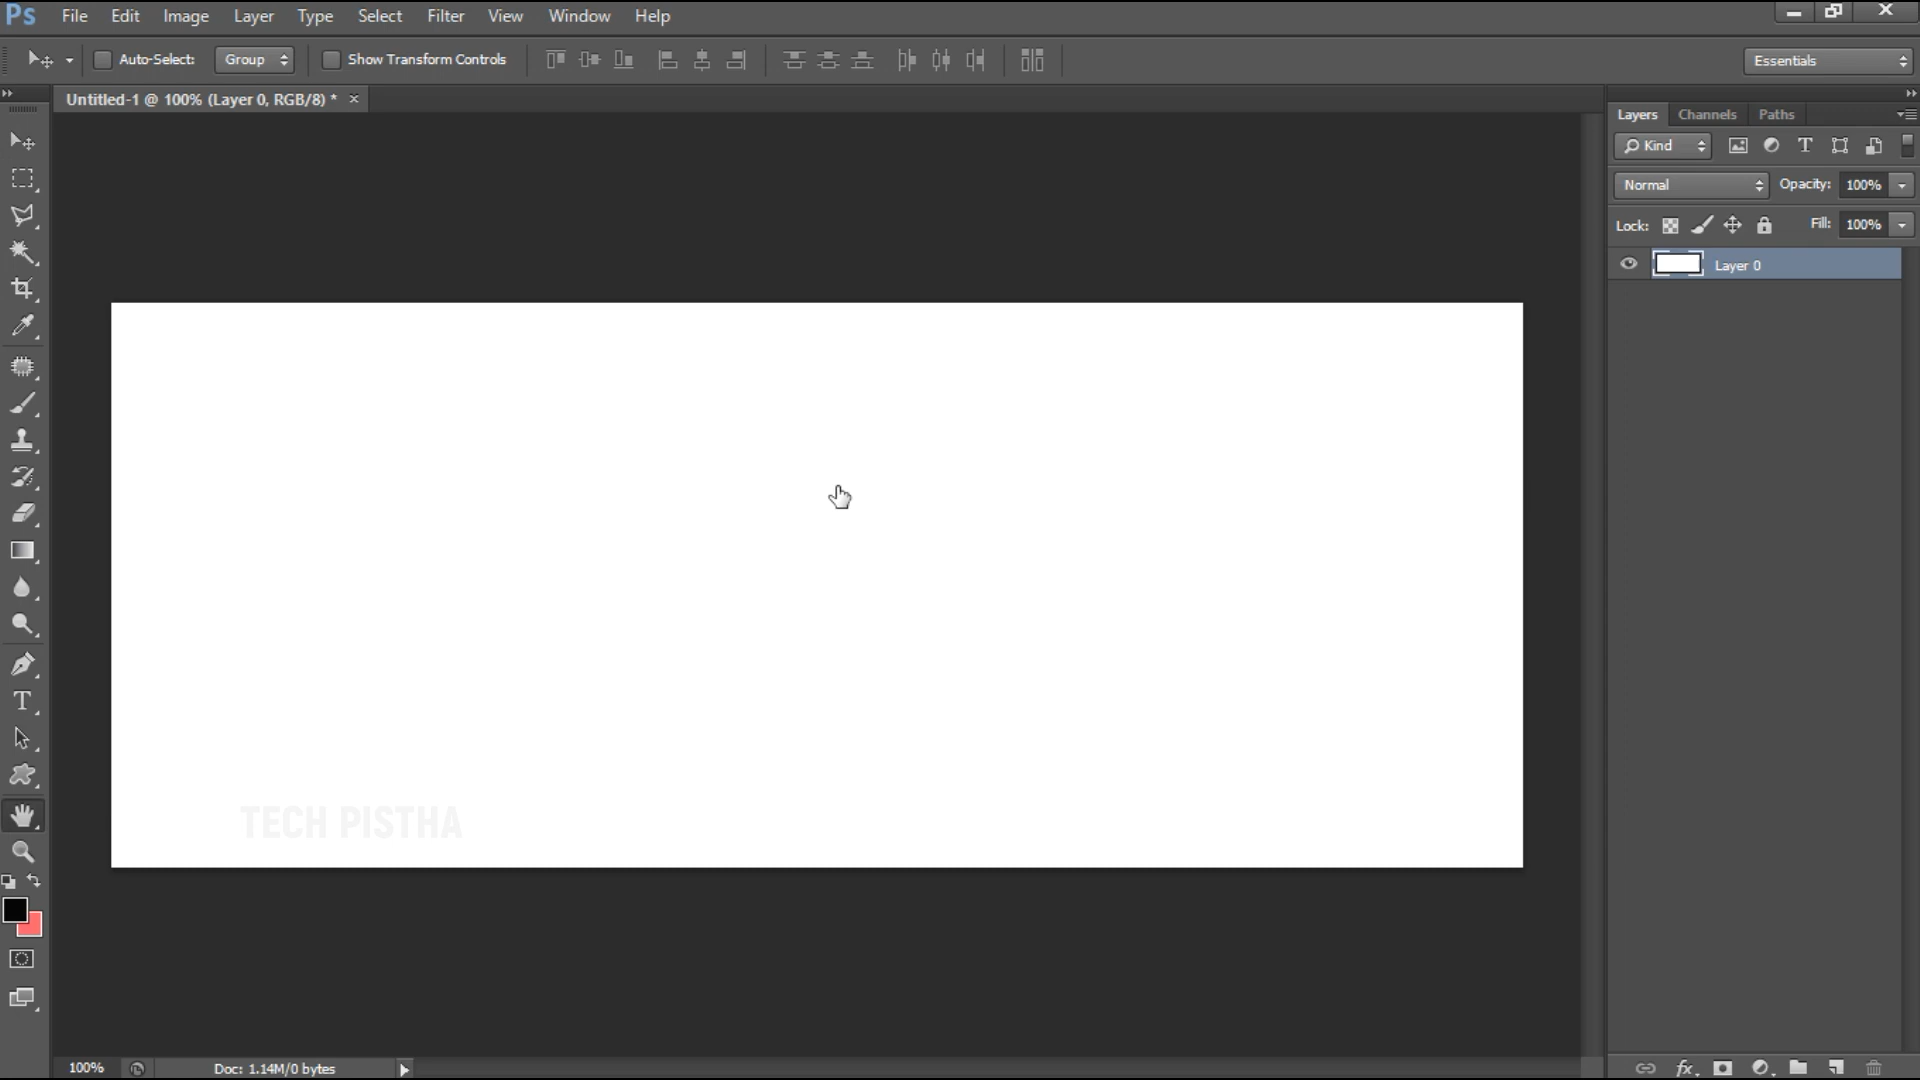 Ps File Edit Image Layer Type Select Filter View Window Help
Auto-Select: Group Show Transform Controls Essentials
Untitled-1 @ 100% (Layer 0, RGB/8) *
Layers Channels Paths
Kind
Normal Opacity: 100%
Lock: Fill: 100%
Layer 0
TECH PISTHA
100% Doc: 1.14M/0 bytes